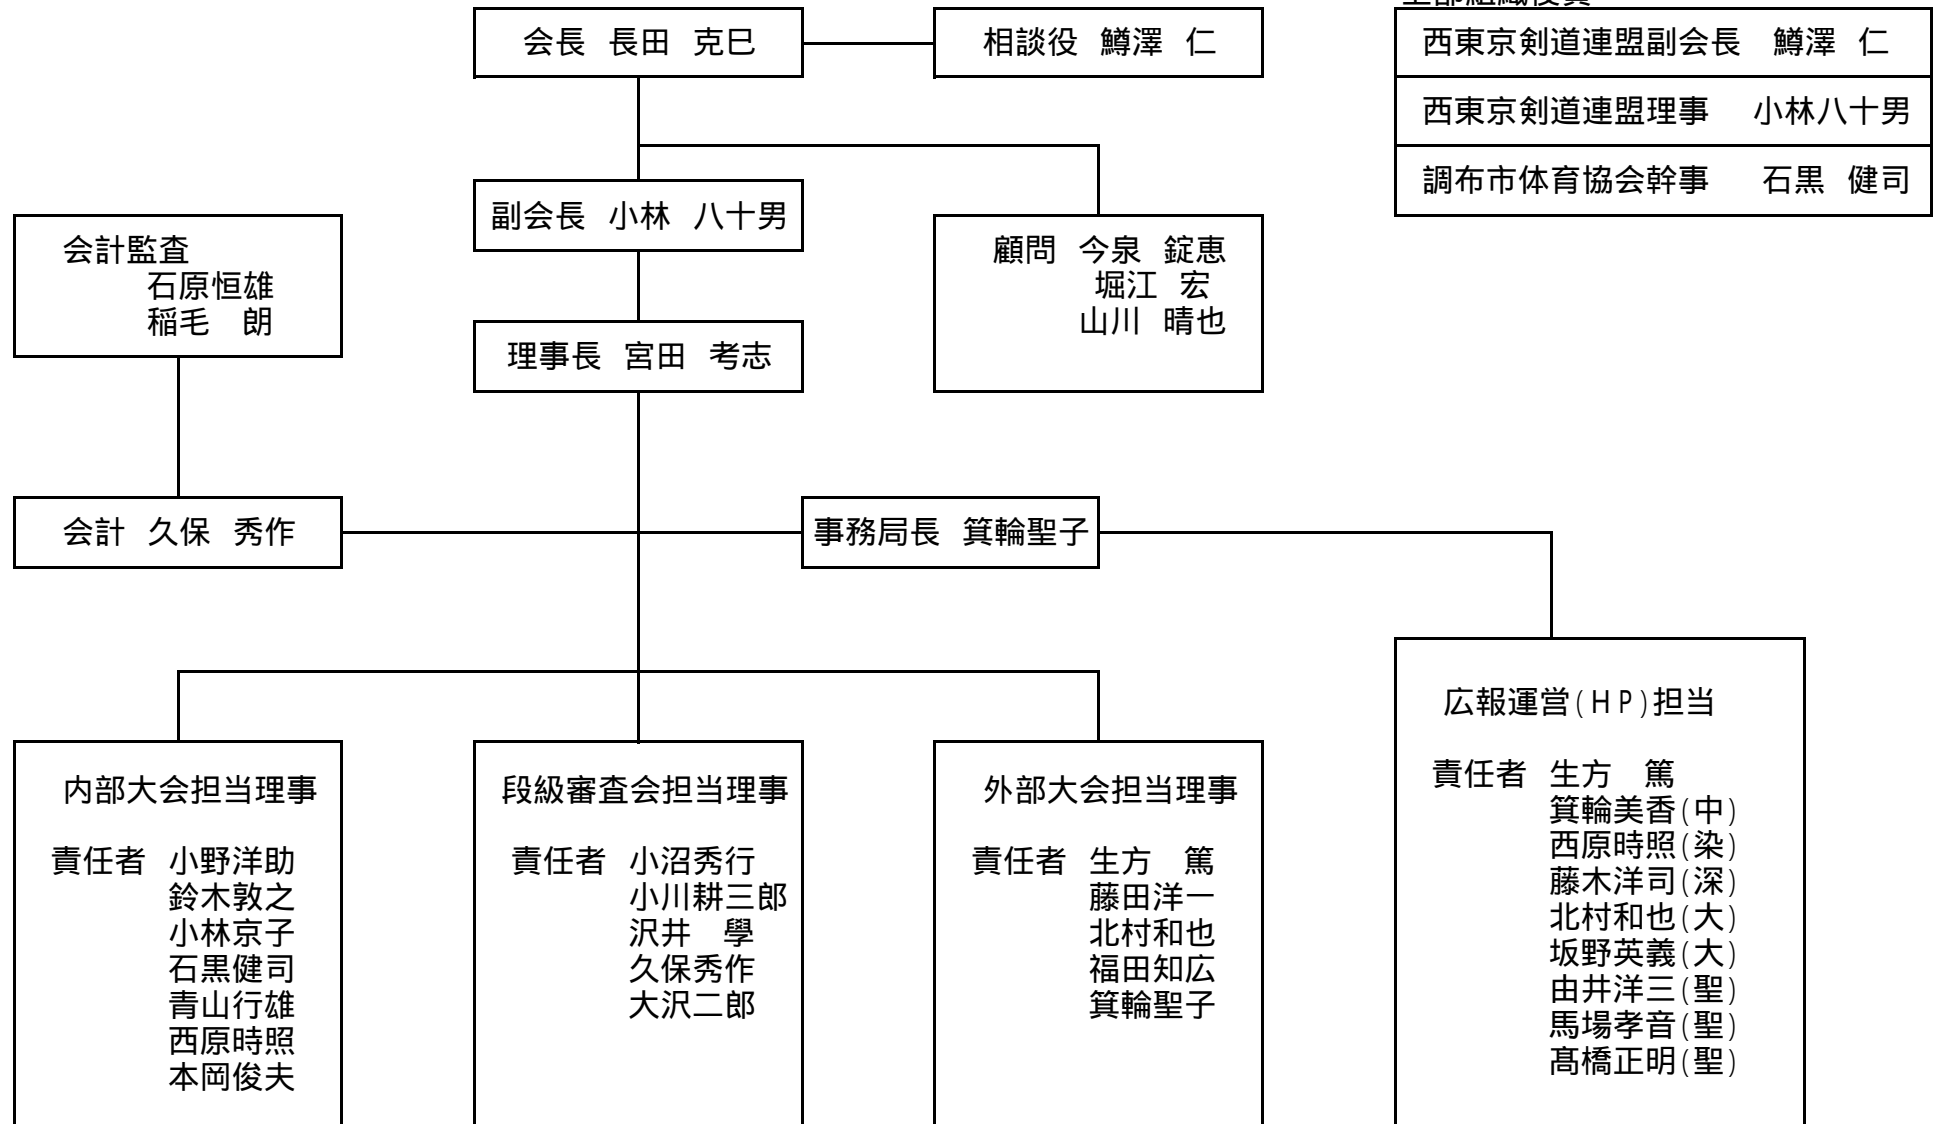 会長 長田 克巳
相談役 鱒澤 仁
西東京剣道連盟副会長 鱒澤 仁
西東京剣道連盟理事 小林八十男
調布市体育協会幹事 石黒 健司
副会長 小林 八十男
顧問 今泉 錠恵
堀江 宏
山川 晴也
会計監査
石原恒雄
稲毛 朗
理事長 宮田 考志
会計 久保 秀作
事務局長 箕輪聖子
内部大会担当理事
責任者 小野洋助
鈴木敦之
小林京子
石黒健司
青山行雄
西原時照
本岡俊夫
段級審査会担当理事
責任者 小沼秀行
小川耕三郎
沢井 學
久保秀作
大沢二郎
外部大会担当理事
責任者 生方 篤
藤田洋一
北村和也
福田知広
箕輪聖子
広報運営(HP)担当
責任者 生方 篤
箕輪美香(中)
西原時照(染)
藤木洋司(深)
北村和也(大)
坂野英義(大)
由井洋三(聖)
馬場孝音(聖)
髙橋正明(聖)